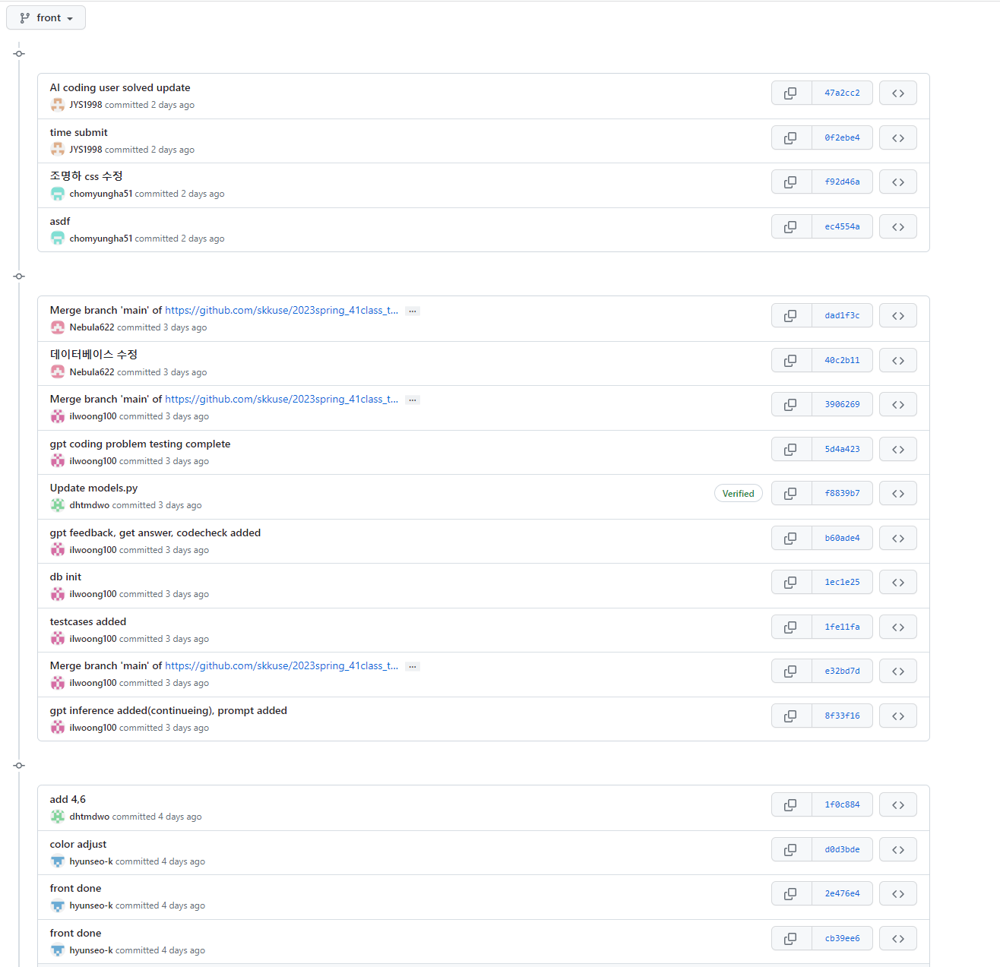 front
AI coding user solved update
47a2cc2
JYS1998 committed 2 days ago
time submit
0f2ebe4
JYS1998 committed 2 days ago
조명하 css 수정
f92d46a
chomyungha51 committed 2 days ago
asdf
ec4554a
chomyungha51 committed 2 days ago
Merge branch 'main' of https://github.com/skkuse/2023spring_41class_t... ...
dad1f3c
Nebula622 committed 3 days ago
데이터베이스 수정
40c2b11
Nebula622 committed 3 days ago
Merge branch 'main' of https://github.com/skkuse/2023spring_41class_t... ...
3906269
ilwoong100 committed 3 days ago
gpt coding problem testing complete
5d4a423
ilwoong100 committed 3 days ago
Update models.py
Verified
f8839b7
dhtmdwo committed 3 days ago
gpt feedback, get answer, codecheck added
b60ade4
ilwoong100 committed 3 days ago
db init
1ec1e25
ilwoong100 committed 3 days ago
testcases added
1fe11fa
ilwoong100 committed 3 days ago
Merge branch 'main' of https://github.com/skkuse/2023spring_41class_t... ...
e32bd7d
ilwoong100 committed 3 days ago
gpt inference added(continueing), prompt added
8f33f16
ilwoong100 committed 3 days ago
add 4,6
1f0c884
dhtmdwo committed 4 days ago
color adjust
d0d3bde
hyunseo-k committed 4 days ago
front done
2e476e4
hyunseo-k committed 4 days ago
front done
cb39ee6
hyunseo-k committed 4 days ago